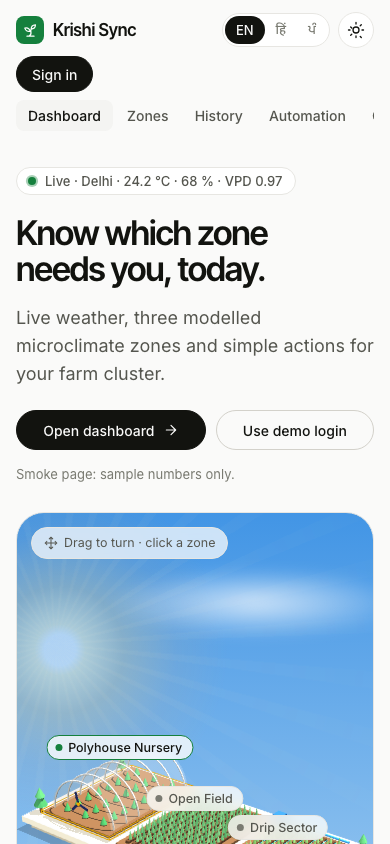 Krishi Sync
EN हिं ਪੰ
Sign in
Dashboard Zones History Automation
Live · Delhi · 24.2 °C · 68 % · VPD 0.97
Know which zone
needs you, today.
Live weather, three modelled
microclimate zones and simple actions for
your farm cluster.
Open dashboard → Use demo login
Smoke page: sample numbers only.
Drag to turn · click a zone
Polyhouse Nursery
Open Field
Drip Sector